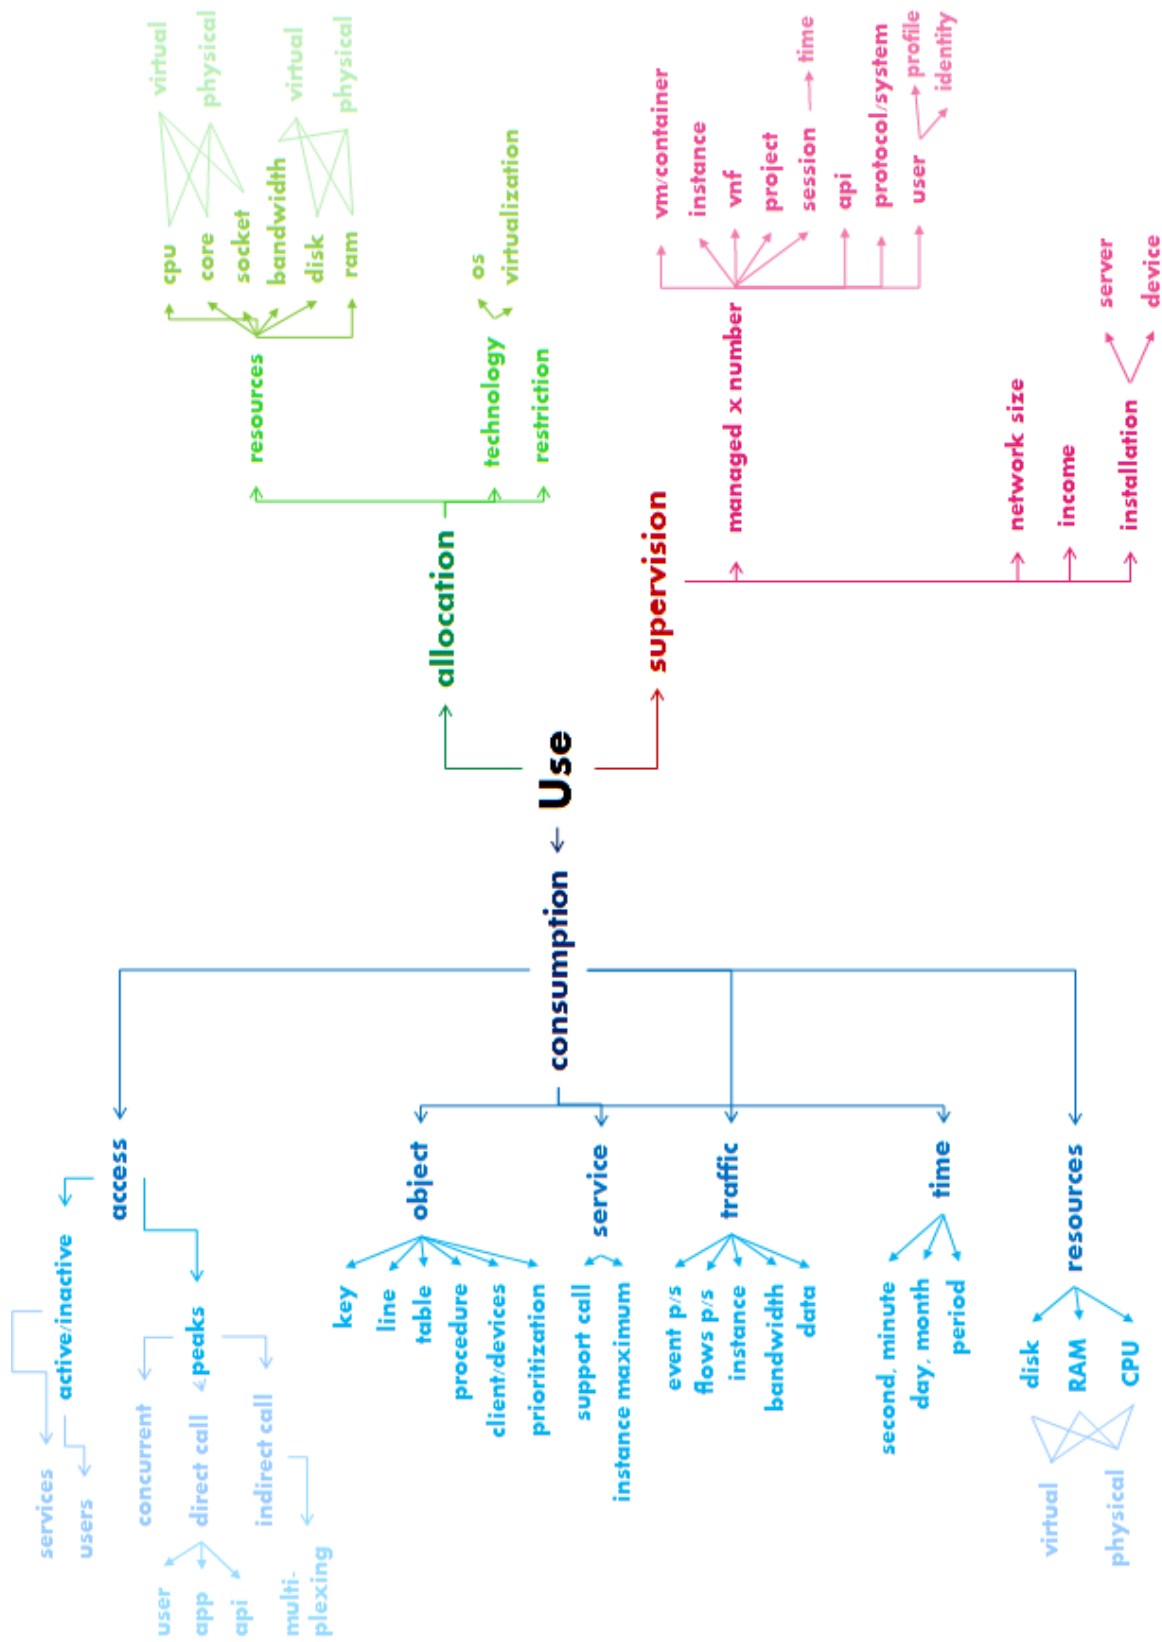 Use
consumption
access
active/inactive
services
users
peaks
concurrent
direct call
user
app
api
indirect call
multi-
plexing
object
key
line
table
procedure
client/devices
prioritization
service
support call
instance maximum
traffic
event p/s
flows p/s
instance
bandwidth
data
time
second, minute
day, month
period
resources
disk
RAM
CPU
virtual
physical
allocation
resources
cpu
core
socket
bandwidth
disk
ram
virtual
physical
virtual
physical
technology
os
virtualization
restriction
supervision
managed x number
vm/container
instance
vnf
project
session
time
api
protocol/system
user
profile
identity
network size
income
installation
server
device